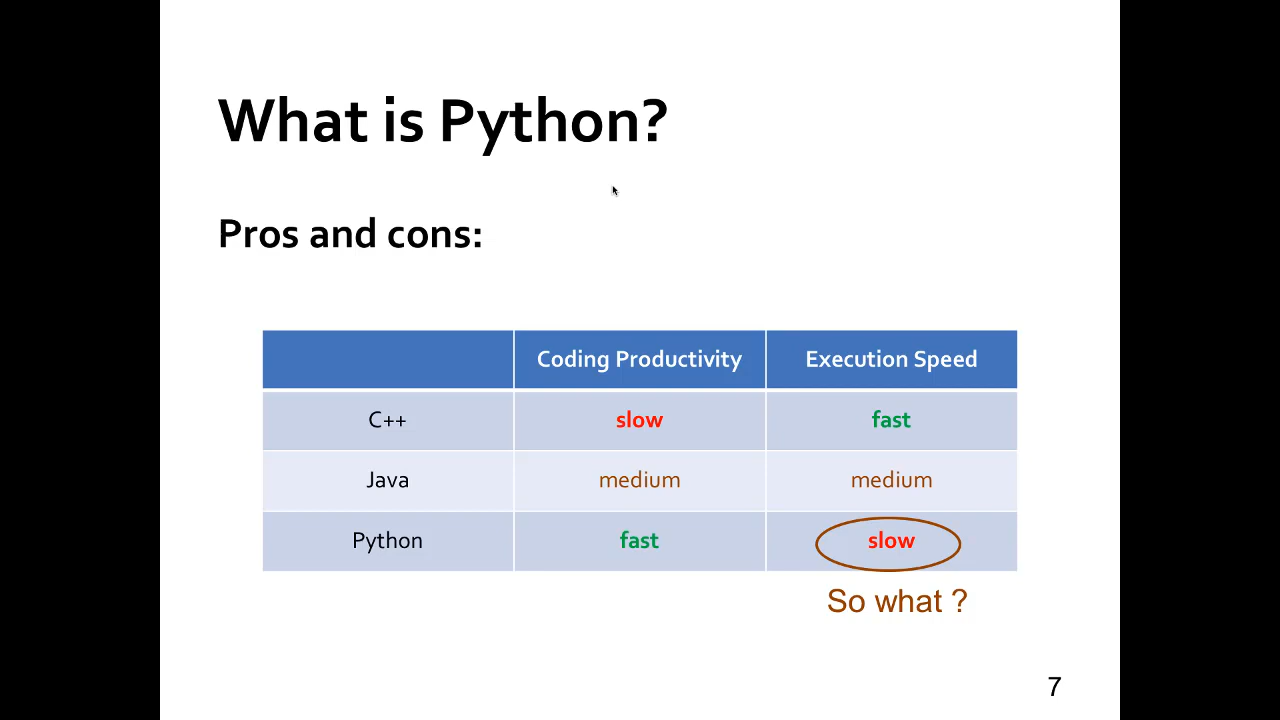 What is Python?
Pros and cons:
Coding Productivity Execution Speed
C++ slow fast
Java medium medium
Python fast slow
So what ?
7